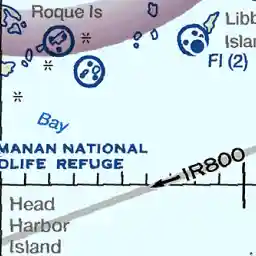 Roque Is
Libb
Islan
Fl (2)
Bay
MANAN NATIONAL
DLIFE REFUGE
IR800
Head
Harbor
Island